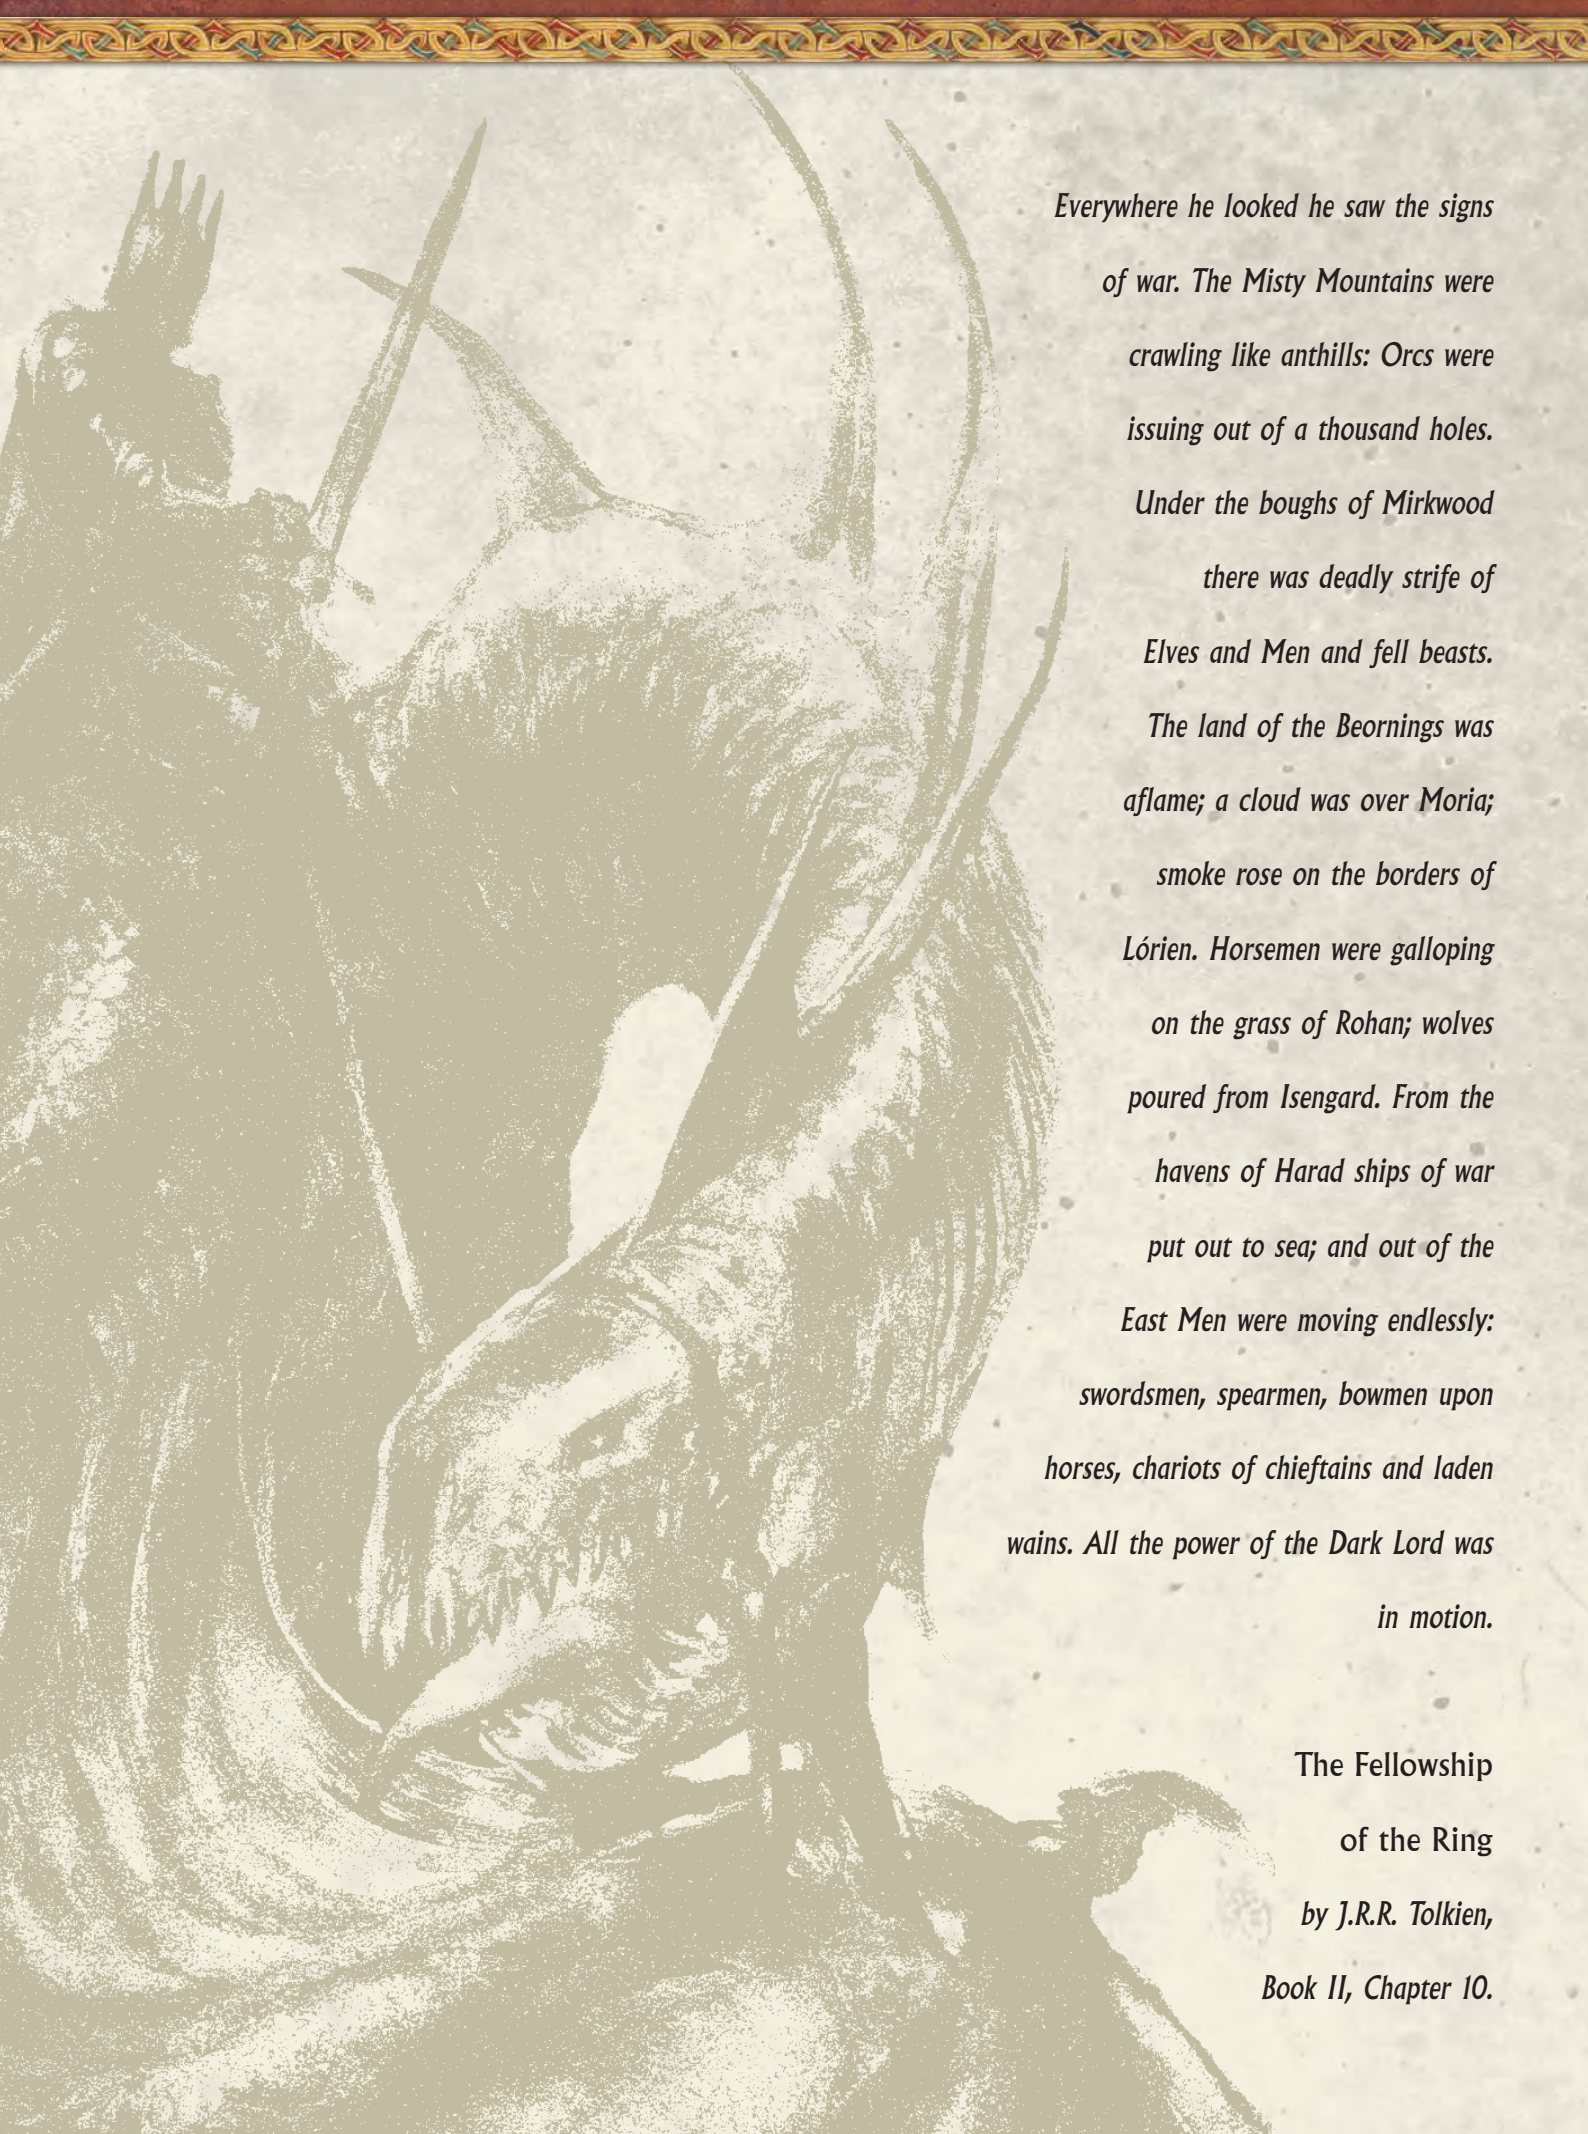 Everywhere he looked he saw the signs
of war. The Misty Mountains were
crawling like anthills: Orcs were
issuing out of a thousand holes.
Under the boughs of Mirkwood
there was deadly strife of
Elves and Men and fell beasts.
The land of the Beornings was
aflame; a cloud was over Moria;
smoke rose on the borders of
Lórien. Horsemen were galloping
on the grass of Rohan; wolves
poured from Isengard. From the
havens of Harad ships of war
put out to sea; and out of the
East Men were moving endlessly:
swordsmen, spearmen, bowmen upon
horses, chariots of chieftains and laden
wains. All the power of the Dark Lord was
in motion.
The Fellowship
of the Ring
by J.R.R. Tolkien,
Book II, Chapter 10.